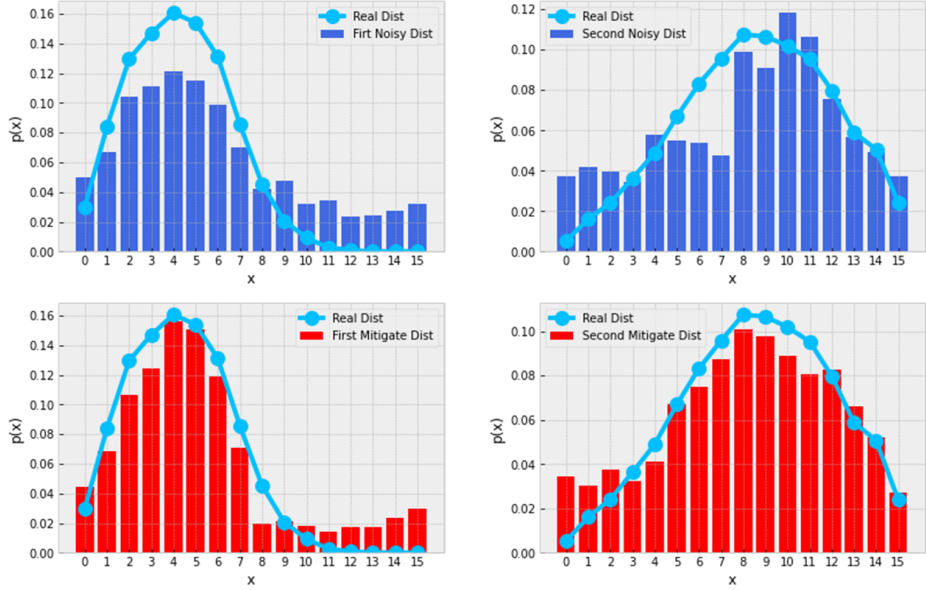 0.16
0.14
0.12
0.10
0.08
0.06
0.04
0.02
0.00
p(x)
Real Dist
Firt Noisy Dist
0 1 2 3 4 5 6 7 8 9 10 11 12 13 14 15
x
0.12
0.10
0.08
0.06
0.04
0.02
0.00
p(x)
Real Dist
Second Noisy Dist
0 1 2 3 4 5 6 7 8 9 10 11 12 13 14 15
x
0.16
0.14
0.12
0.10
0.08
0.06
0.04
0.02
0.00
p(x)
Real Dist
First Mitigate Dist
0 1 2 3 4 5 6 7 8 9 10 11 12 13 14 15
x
0.10
0.08
0.06
0.04
0.02
0.00
p(x)
Real Dist
Second Mitigate Dist
0 1 2 3 4 5 6 7 8 9 10 11 12 13 14 15
x